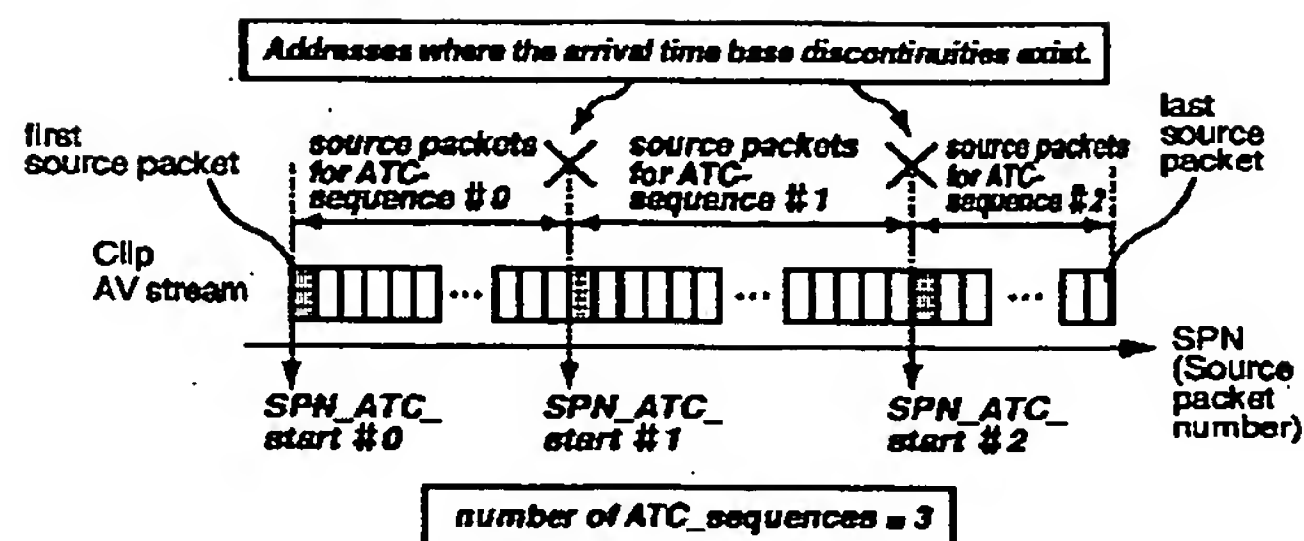 Addresses where the arrival time base discontinuities exist.
first
source packet
source packets
for ATC-
sequence #0
source packets
for ATC-
sequence #1
source packets
for ATC-
sequence #2
last
source
packet
Clip
AV stream
...
...
...
SPN
(Source
packet
number)
SPN_ATC_
start #0
SPN_ATC_
start #1
SPN_ATC_
start #2
number of ATC_sequences = 3